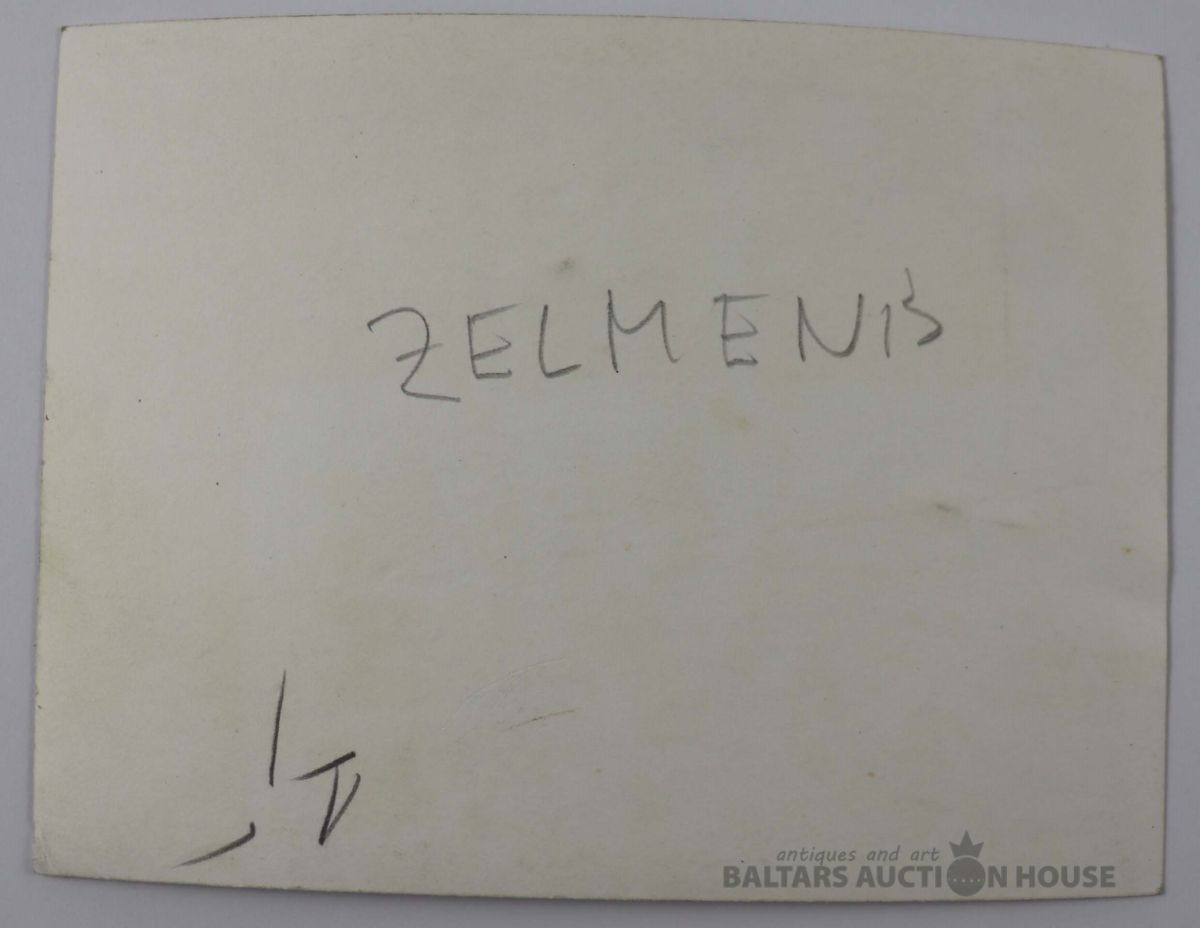 ZELMENIS
antiques and art
BALTARS AUCTION HOUSE